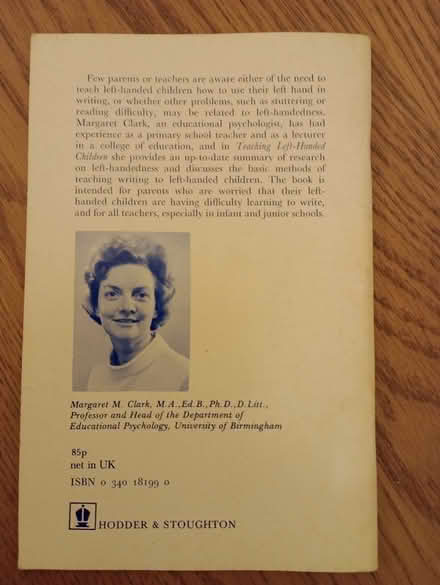 Few parents or teachers are aware either of the need to
teach left-handed children how to use their left hand in
writing, or whether other problems, such as stuttering or
reading difficulty, may be related to left-handedness.
Margaret Clark, an educational psychologist, has had
experience as a primary school teacher and as a lecturer
in a college of education, and in Teaching Left-Handed
Children she provides an up-to-date summary of research
on left-handedness and discusses the basic methods of
teaching writing to left-handed children. The book is
intended for parents who are worried that their left-
handed children are having difficulty learning to write,
and for all teachers, especially in infant and junior schools.
Margaret M. Clark, M.A.,Ed.B.,Ph.D.,D.Litt.,
Professor and Head of the Department of
Educational Psychology, University of Birmingham
85p
net in UK
ISBN 0 340 18199 0
HODDER & STOUGHTON